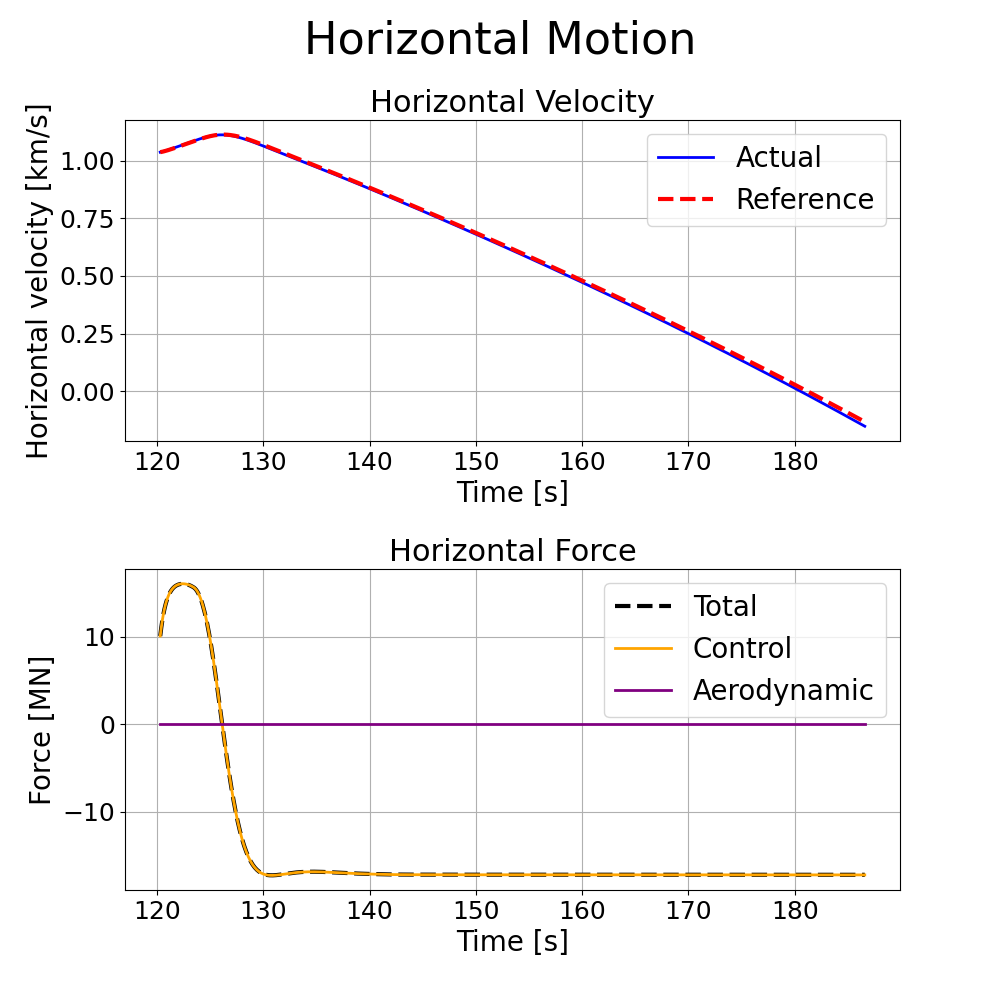 Horizontal Motion
Horizontal Velocity
Horizontal velocity [km/s]
1.00
0.75
0.50
0.25
0.00
Actual
Reference
120 130 140 150 160 170 180
Time [s]
Horizontal Force
Force [MN]
10
0
−10
Total
Control
Aerodynamic
120 130 140 150 160 170 180
Time [s]